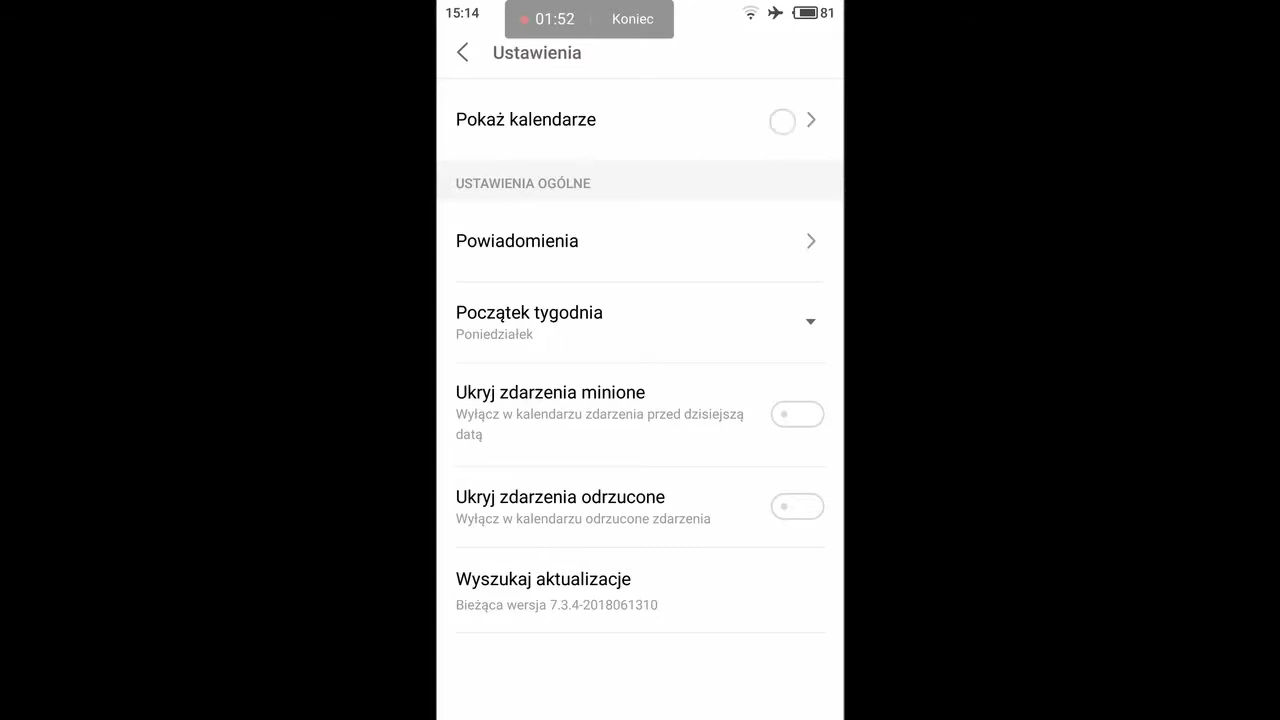 15:14
01:52
Koniec
81
Ustawienia
Pokaż kalendarze
USTAWIENIA OGÓLNE
Powiadomienia
Początek tygodnia
Poniedziałek
Ukryj zdarzenia minione
Wyłącz w kalendarzu zdarzenia przed dzisiejszą
datą
Ukryj zdarzenia odrzucone
Wyłącz w kalendarzu odrzucone zdarzenia
Wyszukaj aktualizacje
Bieżąca wersja 7.3.4-2018061310